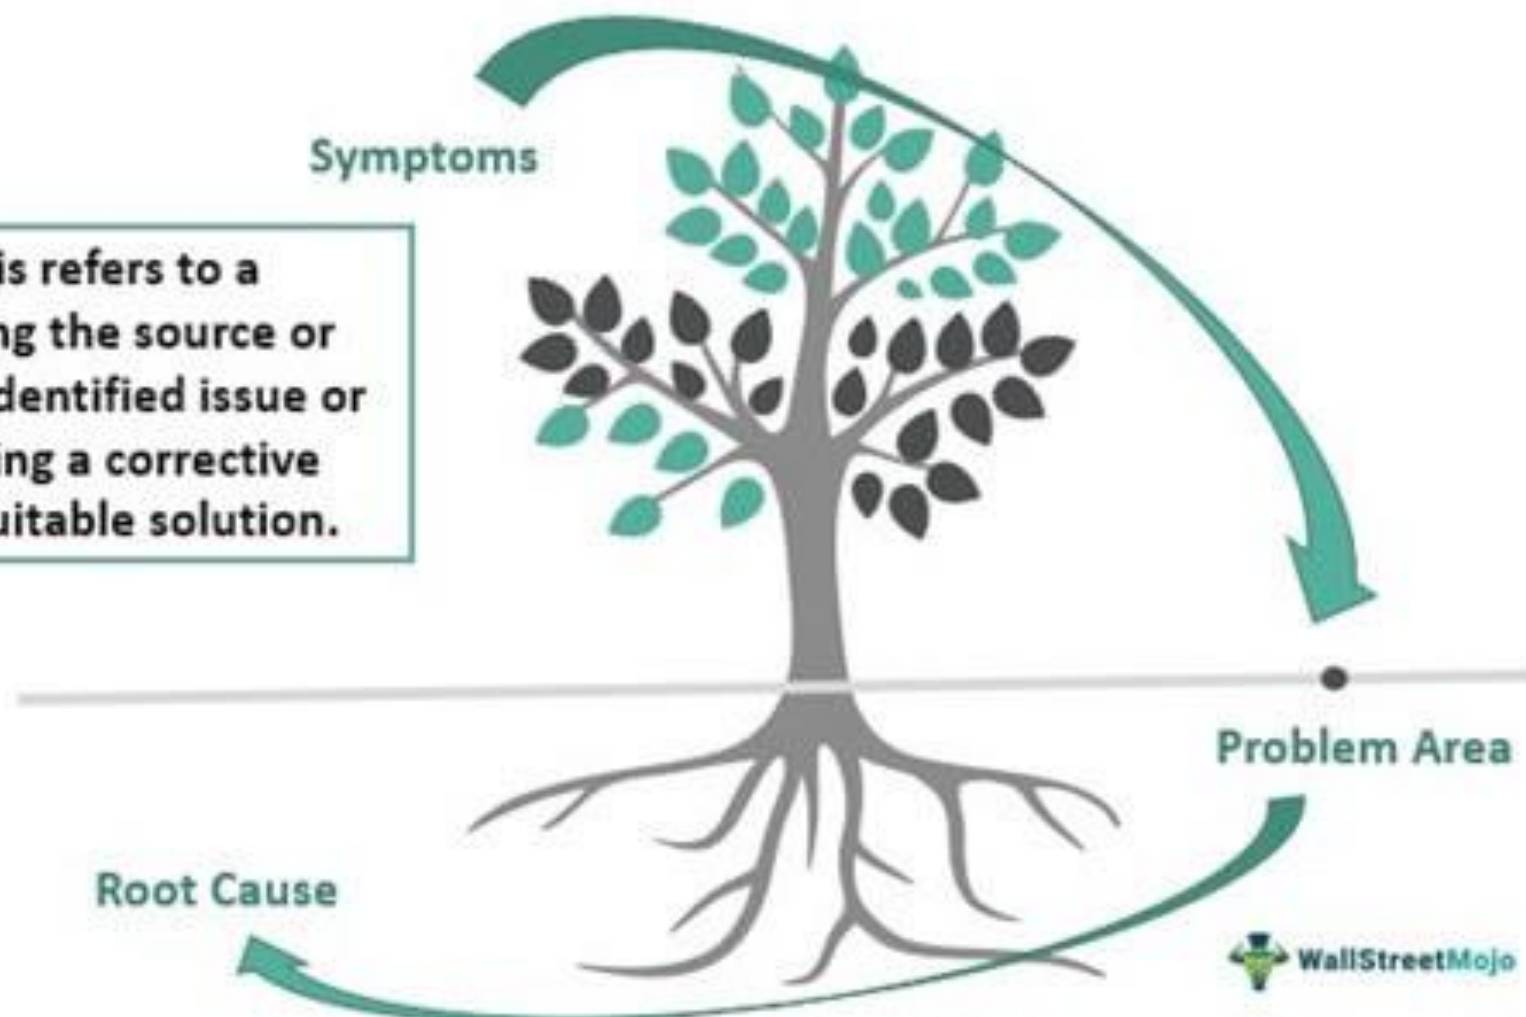 Symptoms
is refers to a
ng the source or
dentified issue or
ing a corrective
uitable solution.
Problem Area
Root Cause
WallStreetMojo